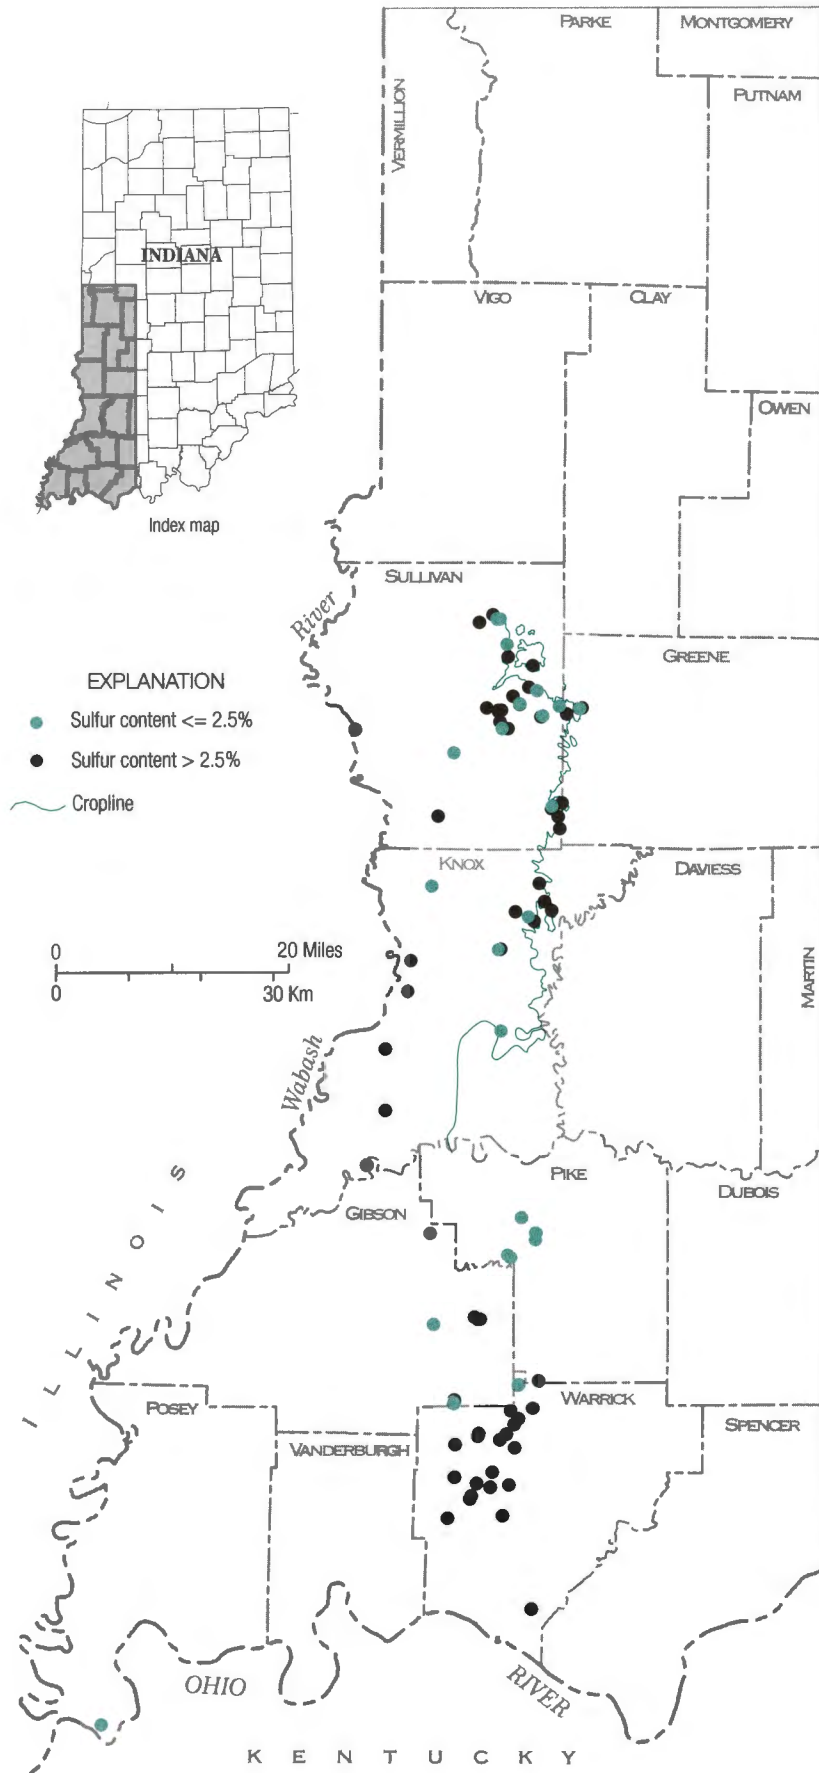 PARKE
MONTGOMERY
PUTNAM
VERMILLION
INDIANA
VIGO
CLAY
OWEN
Index map
SULLIVAN
River
GREENE
EXPLANATION
Sulfur content <= 2.5%
Sulfur content > 2.5%
Cropline
KNOX
DAVIESS
MARTIN
0 20 Miles
0 30 Km
Wabash
PIKE
DUBOIS
GIBSON
ILLINOIS
POSEY
WARRICK
SPENCER
VANDERBURGH
OHIO
RIVER
KENTUCKY